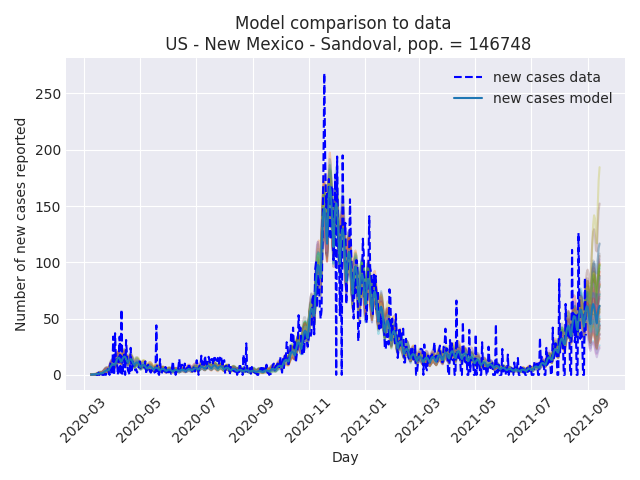 Model comparison to data
US - New Mexico - Sandoval, pop. = 146748
new cases data
new cases model
Number of new cases reported
250
200
150
100
50
0
2020-03
2020-05
2020-07
2020-09
2020-11
2021-01
2021-03
2021-05
2021-07
2021-09
Day